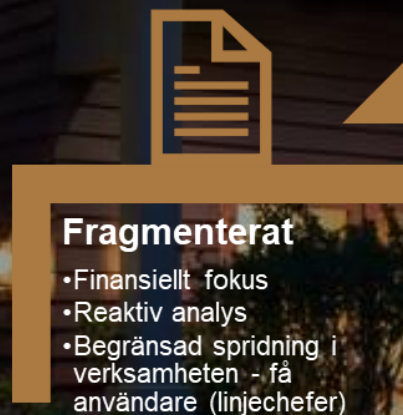 Fragmenterat
•Finansiellt fokus
•Reaktiv analys
•Begränsad spridning i
verksamheten - få
användare (linjechefer)